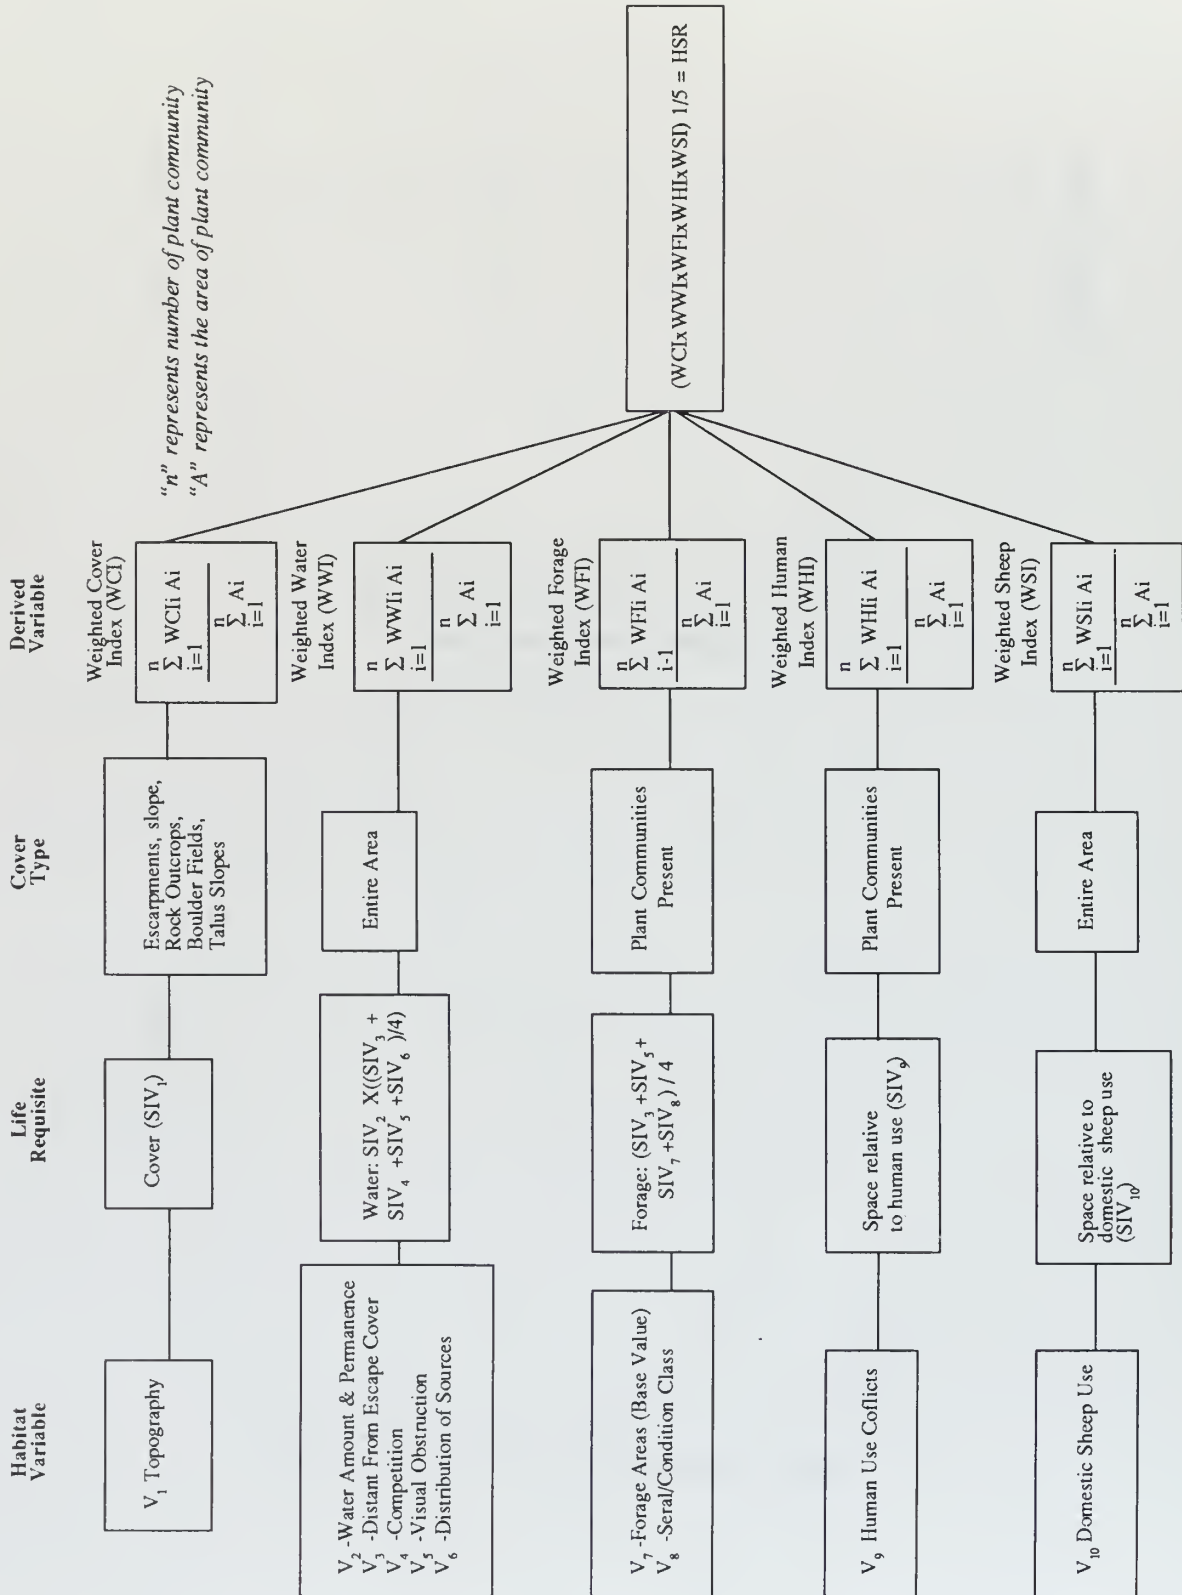 Habitat
Variable
Life
Requisite
Cover
Type
Derived
Variable
V₁ Topography
Cover (SIV₁)
Escarpments, slope,
Rock Outcrops,
Boulder Fields,
Talus Slopes
Weighted Cover
Index (WCI)
n
Σ WCIi Ai
i=1
n
Σ Ai
i=1
"n" represents number of plant community
"A" represents the area of plant community
V₂ -Water Amount & Permanence
V₃ -Distant From Escape Cover
V₄ -Competition
V₅ -Visual Obstruction
V₆ -Distribution of Sources
Water: SIV₂ X((SIV₃ +
SIV₄ +SIV₅ +SIV₆ )/4)
Entire Area
Weighted Water
Index (WWI)
n
Σ WWIi Ai
i=1
n
Σ Ai
i=1
V₇ -Forage Areas (Base Value)
V₈ -Seral/Condition Class
Forage: (SIV₃ +SIV₅ +
SIV₇ +SIV₈) / 4
Plant Communities
Present
Weighted Forage
Index (WFI)
n
Σ WFIi Ai
i-1
n
Σ Ai
i=1
V₉ Human Use Coflicts
Space relative
to human use (SIV₉)
Plant Communities
Present
Weighted Human
Index (WHI)
n
Σ WHIi Ai
i=1
n
Σ Ai
i=1
V₁₀ Domestic Sheep Use
Space relative to
domestic sheep use
(SIV₁₀)
Entire Area
Weighted Sheep
Index (WSI)
n
Σ WSIi Ai
i=1
n
Σ Ai
i=1
(WCIxWWIxWFIxWHIxWSI) 1/5 = HSR